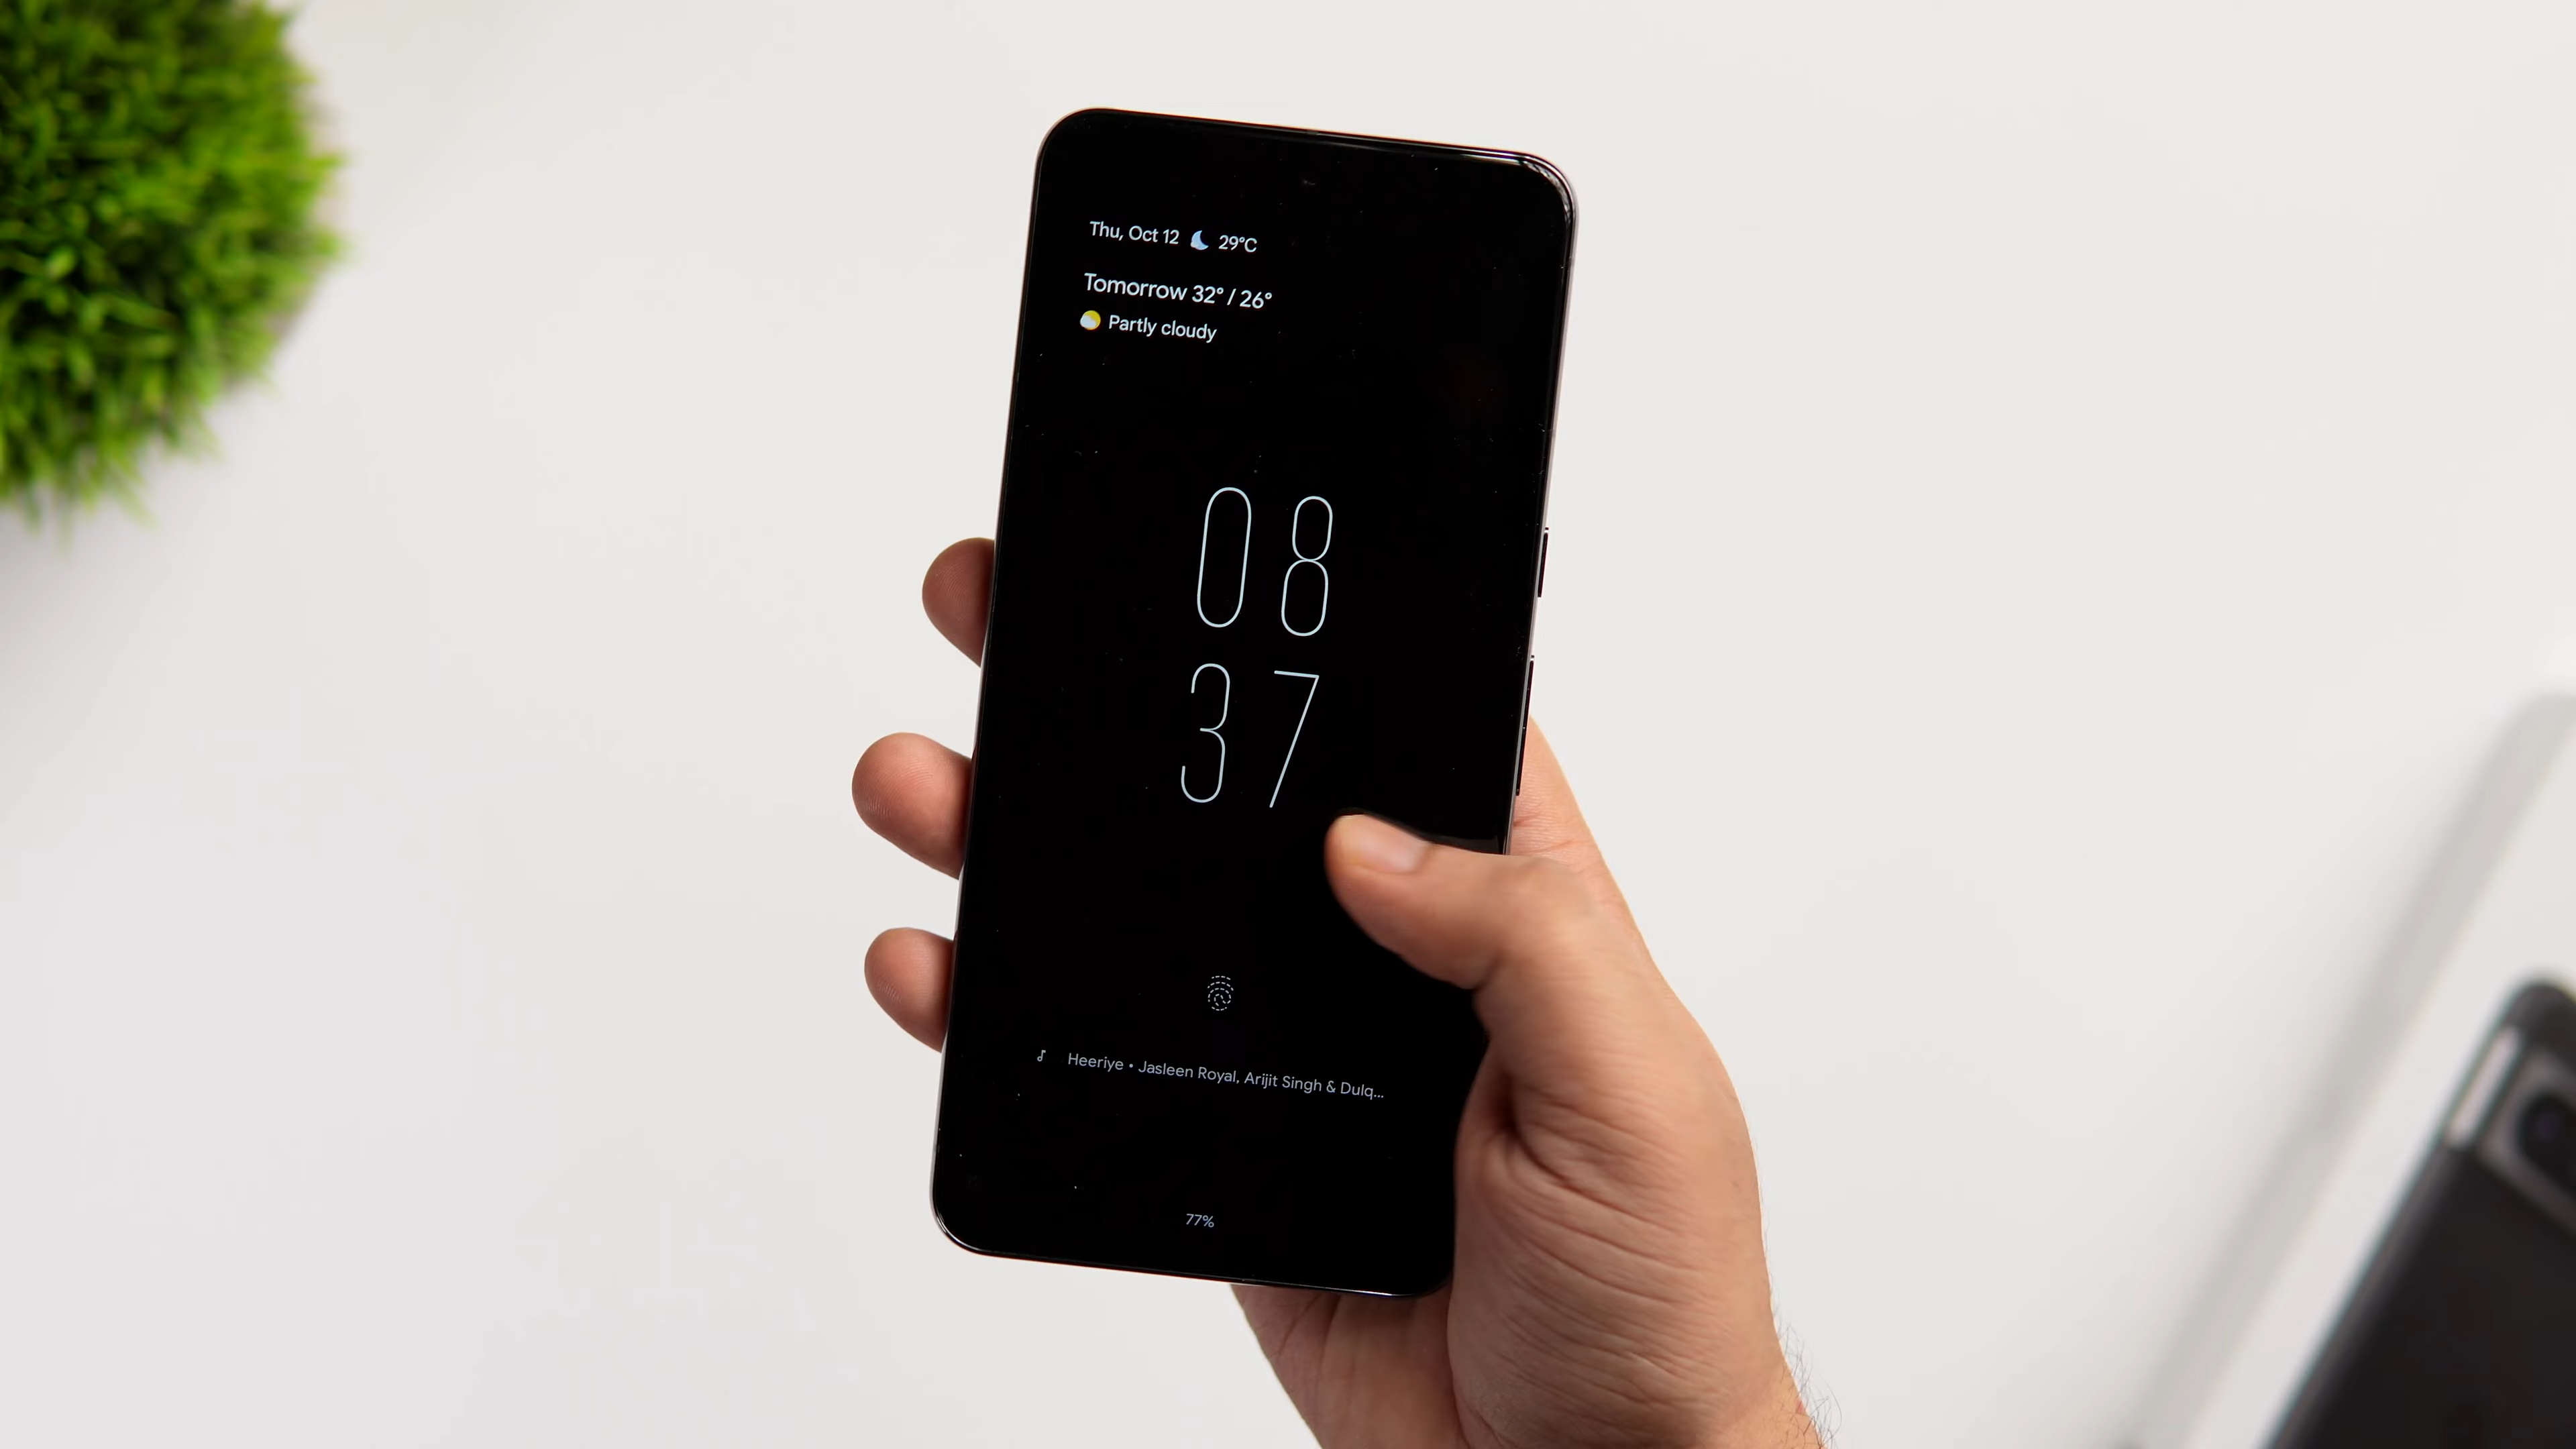 Thu, Oct 12 29°C
Tomorrow 32° / 26°
Partly cloudy
08
37
Heeriye • Jasleen Royal, Arijit Singh & Dulq...
77%